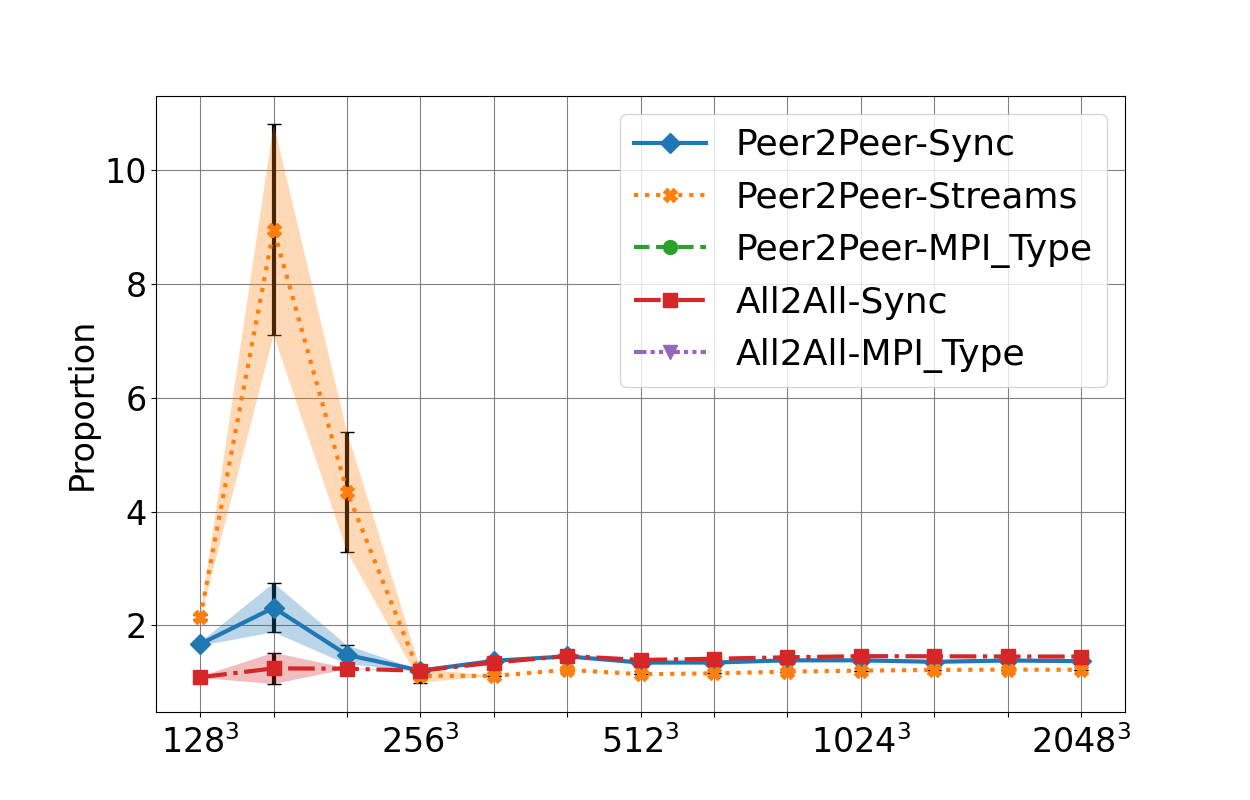 Proportion
10
8
6
4
2
128³
256³
512³
1024³
2048³
Peer2Peer-Sync
Peer2Peer-Streams
Peer2Peer-MPI_Type
All2All-Sync
All2All-MPI_Type